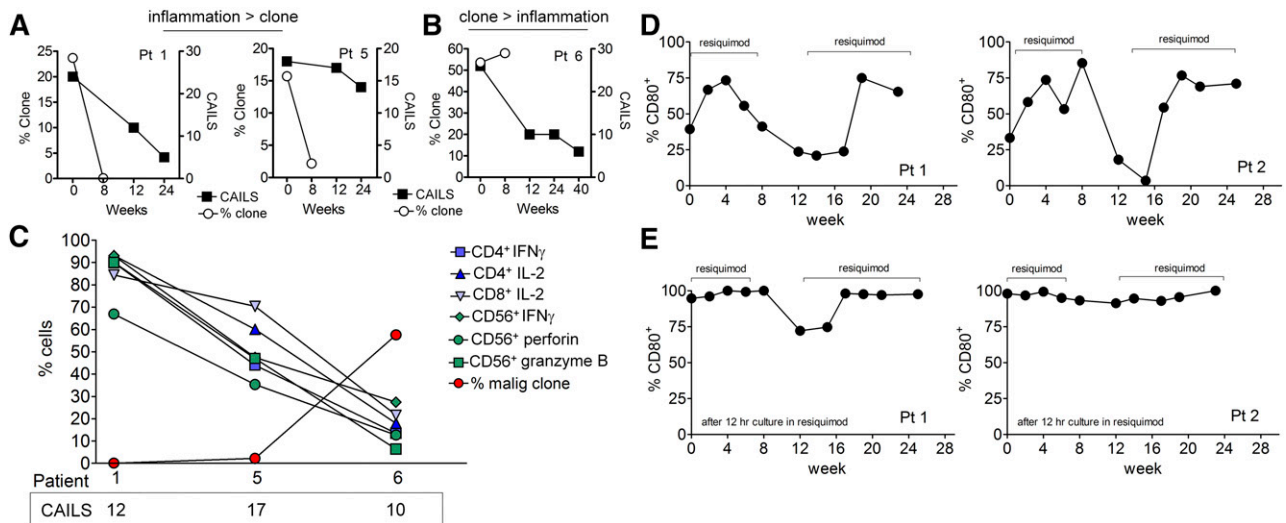 inflammation > clone
clone > inflammation
A
Pt 1
% Clone
25
20
15
10
5
0
CAILS
30
20
10
0
0 8 12 24
Weeks
Pt 5
20
18
16
14
12
10
8
6
4
2
0
CAILS
20
15
10
5
0
0 8 12 24
Weeks
CAILS
% clone
B
Pt 6
% Clone
60
50
40
30
20
10
0
CAILS
30
20
10
0
0 8 12 24 40
Weeks
CAILS
% clone
C
% cells
100
90
80
70
60
50
40
30
20
10
0
Patient 1 5 6
CAILS 12 17 10
CD4+ IFNγ
CD4+ IL-2
CD8+ IL-2
CD56+ IFNγ
CD56+ perforin
CD56+ granzyme B
% malig clone
D
resiquimod
resiquimod
% CD80+
100
75
50
25
0
Pt 1
0 4 8 12 16 20 24 28
week
resiquimod
resiquimod
% CD80+
100
75
50
25
0
Pt 2
0 4 8 12 16 20 24 28
week
E
resiquimod
resiquimod
% CD80+
100
75
50
25
0
after 12 hr culture in resiquimod
Pt 1
0 4 8 12 16 20 24 28
week
resiquimod
resiquimod
% CD80+
100
75
50
25
0
after 12 hr culture in resiquimod
Pt 2
0 4 8 12 16 20 24 28
week